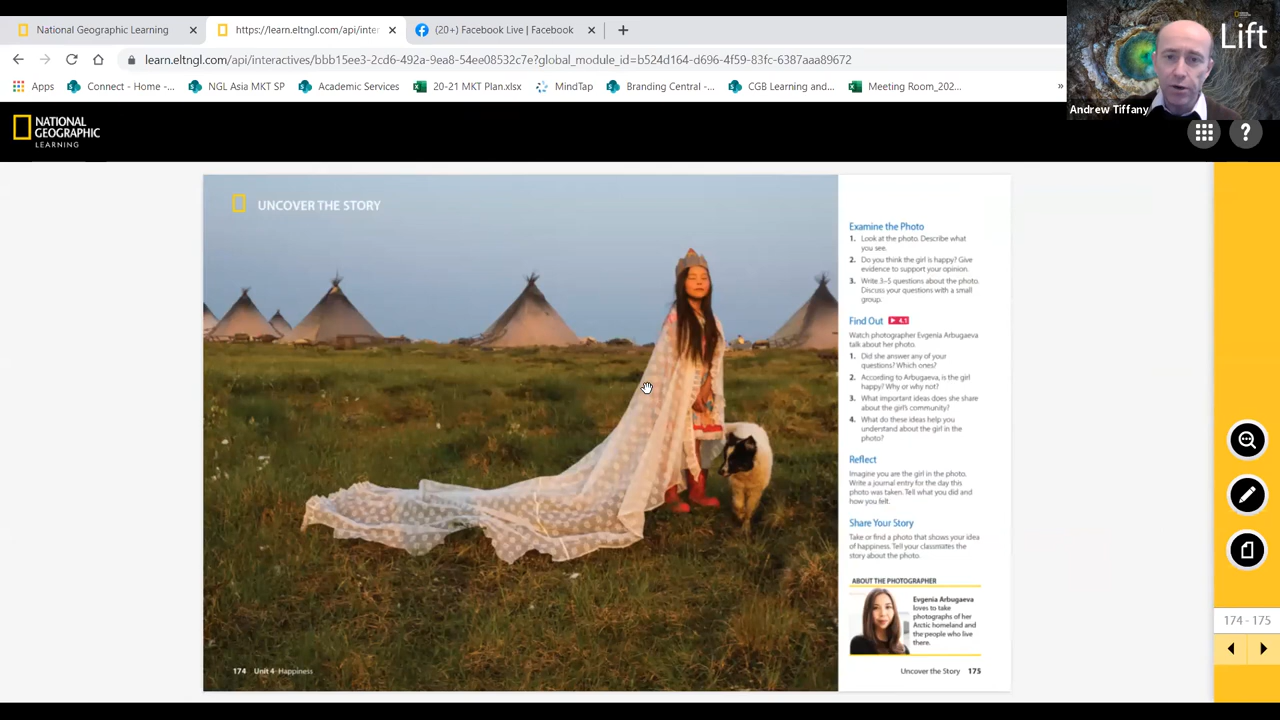 National Geographic Learning
https://learn.eltngl.com/api/inter
(20+) Facebook Live | Facebook
learn.eltngl.com/api/interactives/bbb15ee3-2cd6-492a-9ea8-52ee08532c
global_module_id=b524d164-d696-4f59-83fc-6387aaa89672
Apps
Connect - Home -...
NGL Asia MKT SP
Academic Services
20-21 MKT Plan.xlsx
MindTap
Branding Central -...
CGB Learning and...
Meeting Room_202...
»
Lift
Andrew Tiffany
NATIONAL
GEOGRAPHIC
LEARNING
?
UNCOVER THE STORY
Examine the Photo
1. Look at the photo. Describe what
you see.
2. Do you think the girl is happy? Give
evidence to support your opinion.
3. Write 3–5 questions about the photo.
Discuss your questions with a small
group.
Find Out 4.1
Watch photographer Evgenia Arbugaeva
talk about her photo.
1. Did she answer any of your
questions? Which ones?
2. According to Arbugaeva, is the girl
happy? Why or why not?
3. What important ideas does she share
about the girl's community?
4. What do these ideas help you
understand about the girl in the
photo?
Reflect
Imagine you are the girl in the photo.
Write a journal entry for the day this
photo was taken. Tell what you did and
how you felt.
Share Your Story
Take or find a photo that shows your idea
of happiness. Tell your classmates the
story about the photo.
ABOUT THE PHOTOGRAPHER
Evgenia Arbugaeva
loves to take
photographs of her
Arctic homeland and
the people who live
there.
174 Unit 4 Happiness
Uncover the Story 175
174 - 175